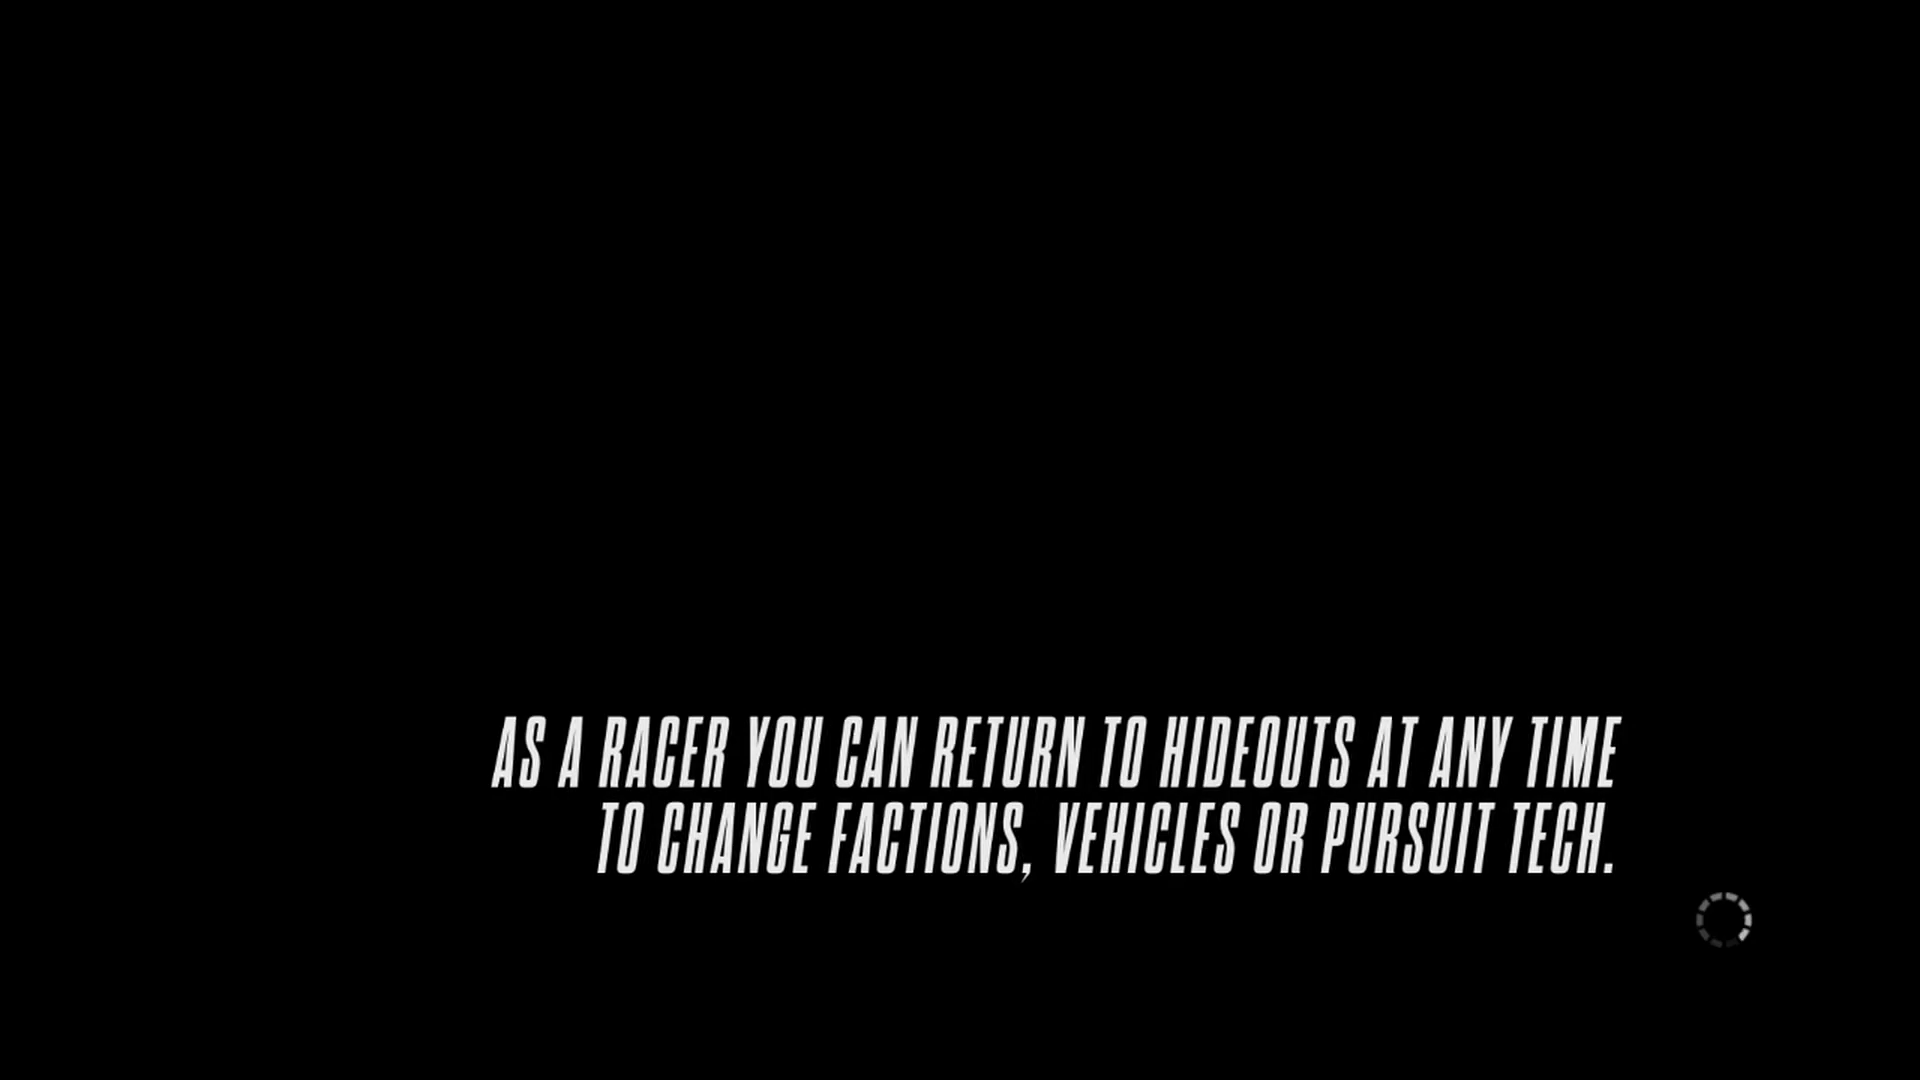 AS A RACER YOU CAN RETURN TO HIDEOUTS AT ANY TIME
TO CHANGE FACTIONS, VEHICLES OR PURSUIT TECH.